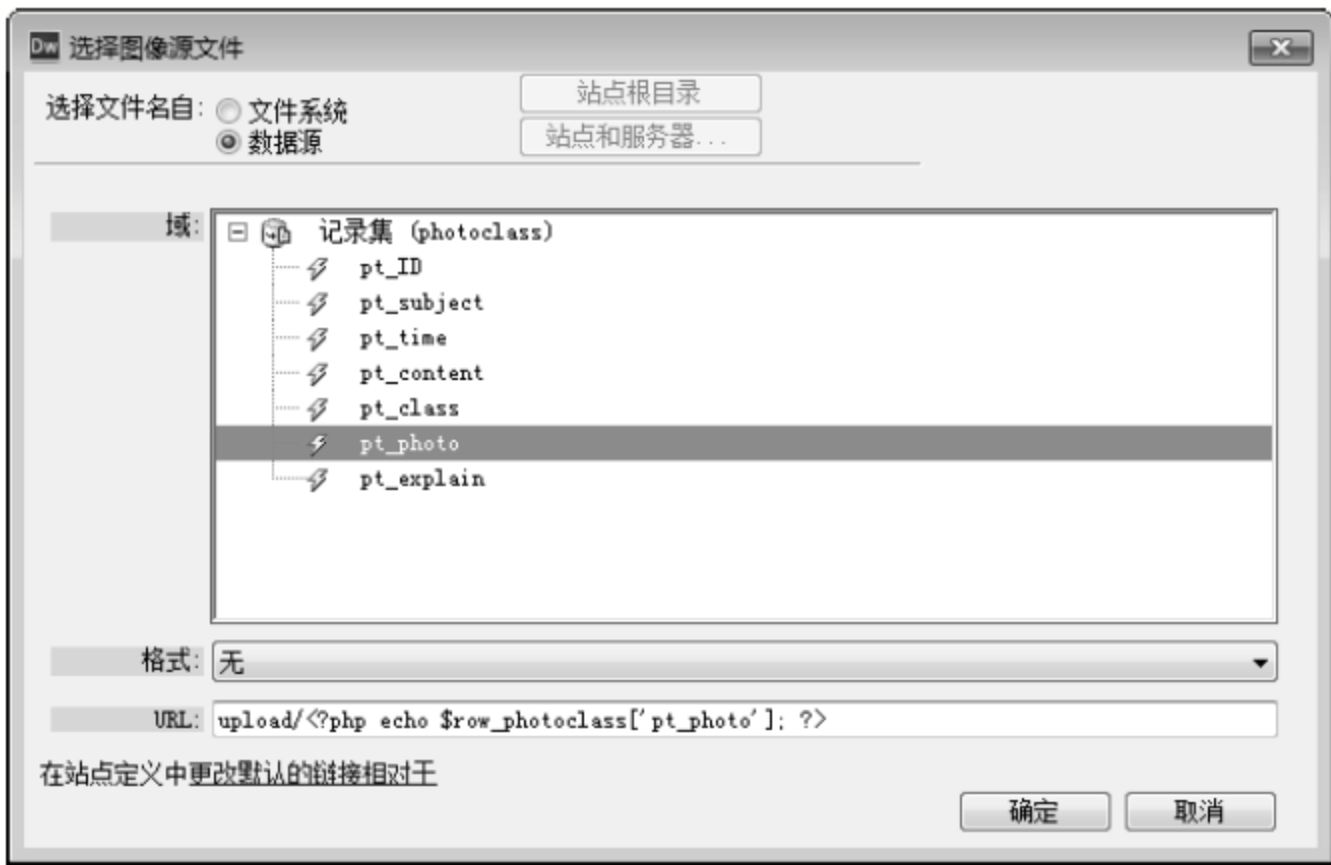 Dw 选择图像源文件
选择文件名自: 文件系统
数据源
站点根目录
站点和服务器...
域:
记录集 (photoclass)
pt_ID
pt_subject
pt_time
pt_content
pt_class
pt_photo
pt_explain
格式: 无
URL: upload/<?php echo $row_photoclass['pt_photo']; ?>
在站点定义中更改默认的链接相对于
确定 取消